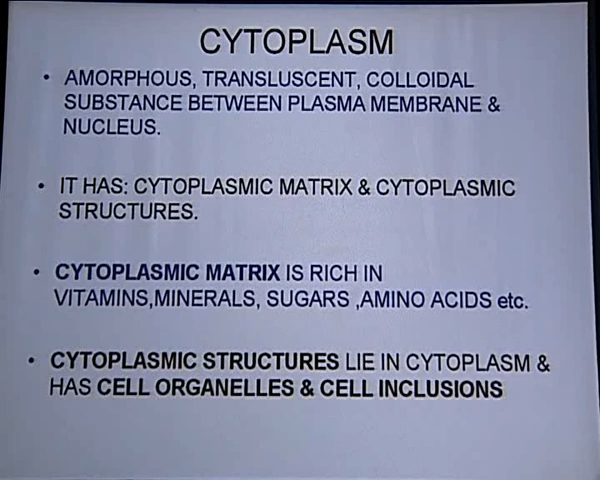 CYTOPLASM
• AMORPHOUS, TRANSLUSCENT, COLLOIDAL
SUBSTANCE BETWEEN PLASMA MEMBRANE &
NUCLEUS.
• IT HAS: CYTOPLASMIC MATRIX & CYTOPLASMIC
STRUCTURES.
• CYTOPLASMIC MATRIX IS RICH IN
VITAMINS,MINERALS, SUGARS ,AMINO ACIDS etc.
• CYTOPLASMIC STRUCTURES LIE IN CYTOPLASM &
HAS CELL ORGANELLES & CELL INCLUSIONS